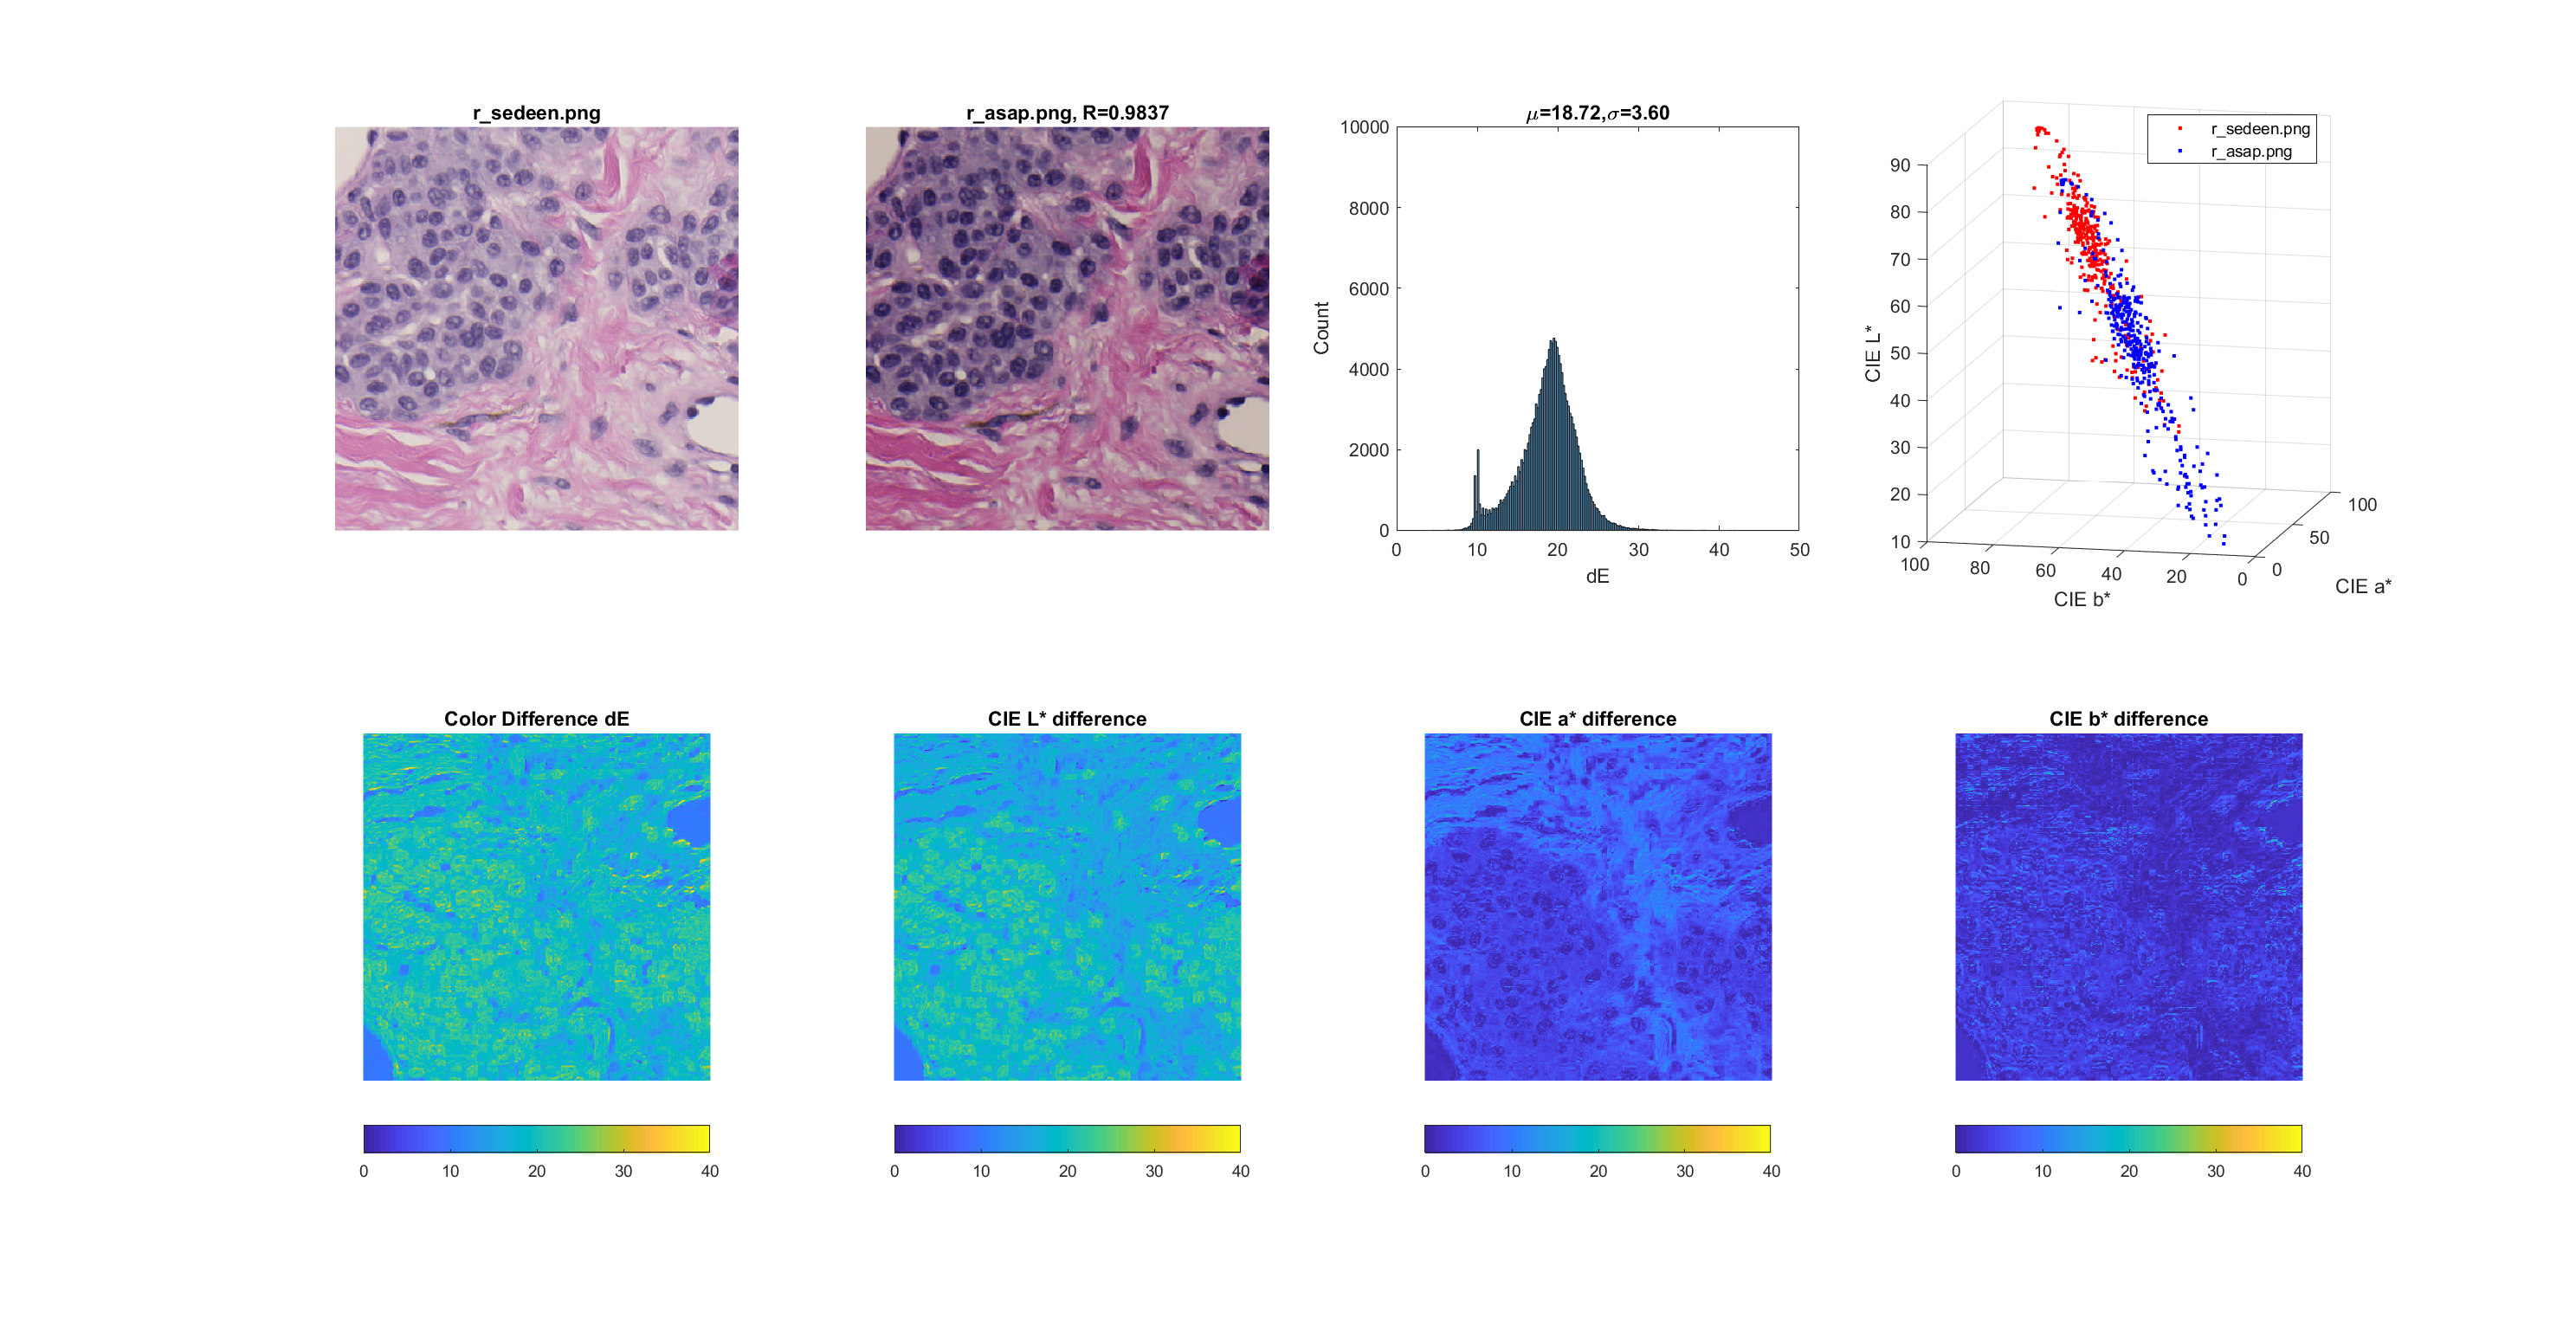 r_sedeen.png
r_asap.png, R=0.9837
μ=18.72,σ=3.60
10000
8000
6000
4000
2000
0
Count
0 10 20 30 40 50
dE
r_sedeen.png
r_asap.png
90
80
70
60
50
40
30
20
10
CIE L*
100 80 60 40 20 0
CIE b*
0 50 100
CIE a*
Color Difference dE
CIE L* difference
CIE a* difference
CIE b* difference
0 10 20 30 40
0 10 20 30 40
0 10 20 30 40
0 10 20 30 40